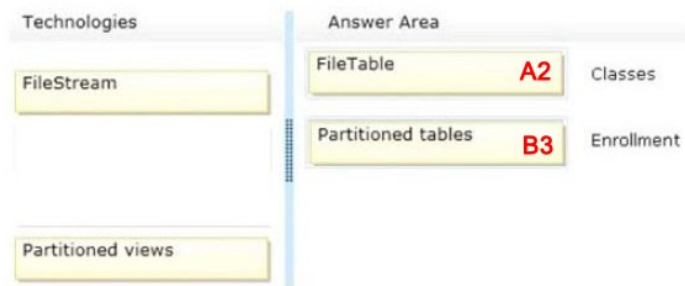 Technologies
Answer Area
FileStream
FileTable A2 Classes
Partitioned tables B3 Enrollment
Partitioned views